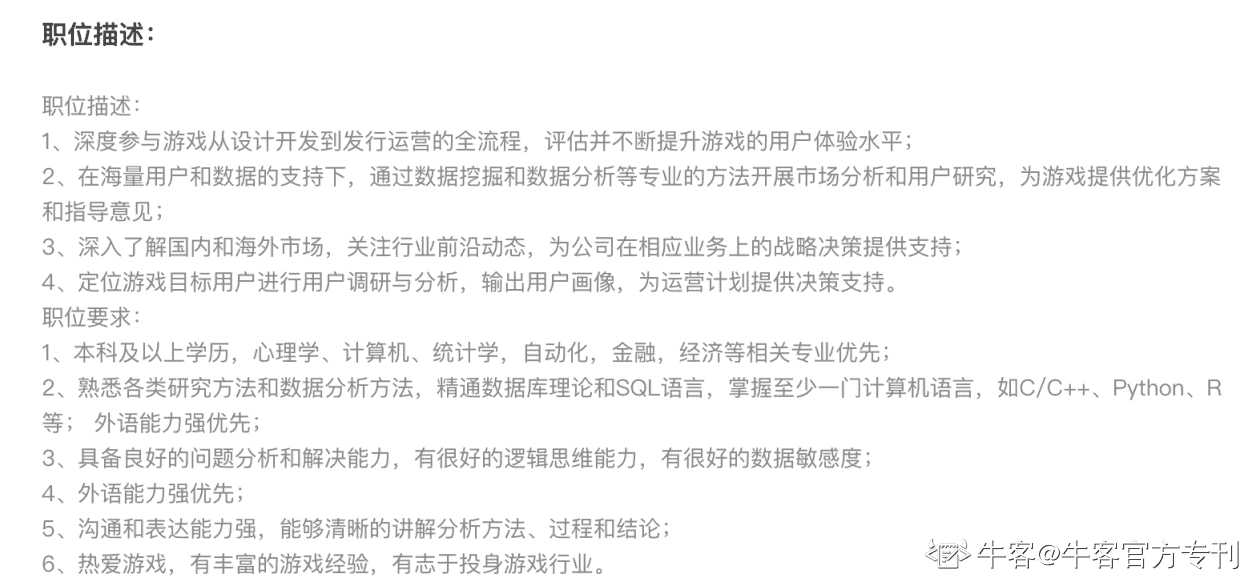 职位描述：
职位描述：
1、深度参与游戏从设计开发到发行运营的全流程，评估并不断提升游戏的用户体验水平；
2、在海量用户和数据的支持下，通过数据挖掘和数据分析等专业的方法开展市场分析和用户研究，为游戏提供优化方案
和指导意见；
3、深入了解国内和海外市场，关注行业前沿动态，为公司在相应业务上的战略决策提供支持；
4、定位游戏目标用户进行用户调研与分析，输出用户画像，为运营计划提供决策支持。
职位要求：
1、本科及以上学历，心理学、计算机、统计学，自动化，金融，经济等相关专业优先；
2、熟悉各类研究方法和数据分析方法，精通数据库理论和SQL语言，掌握至少一门计算机语言，如C/C++、Python、R
等； 外语能力强优先；
3、具备良好的问题分析和解决能力，有很好的逻辑思维能力，有很好的数据敏感度；
4、外语能力强优先；
5、沟通和表达能力强，能够清晰的讲解分析方法、过程和结论；
6、热爱游戏，有丰富的游戏经验，有志于投身游戏行业。
牛客@牛客官方专刊